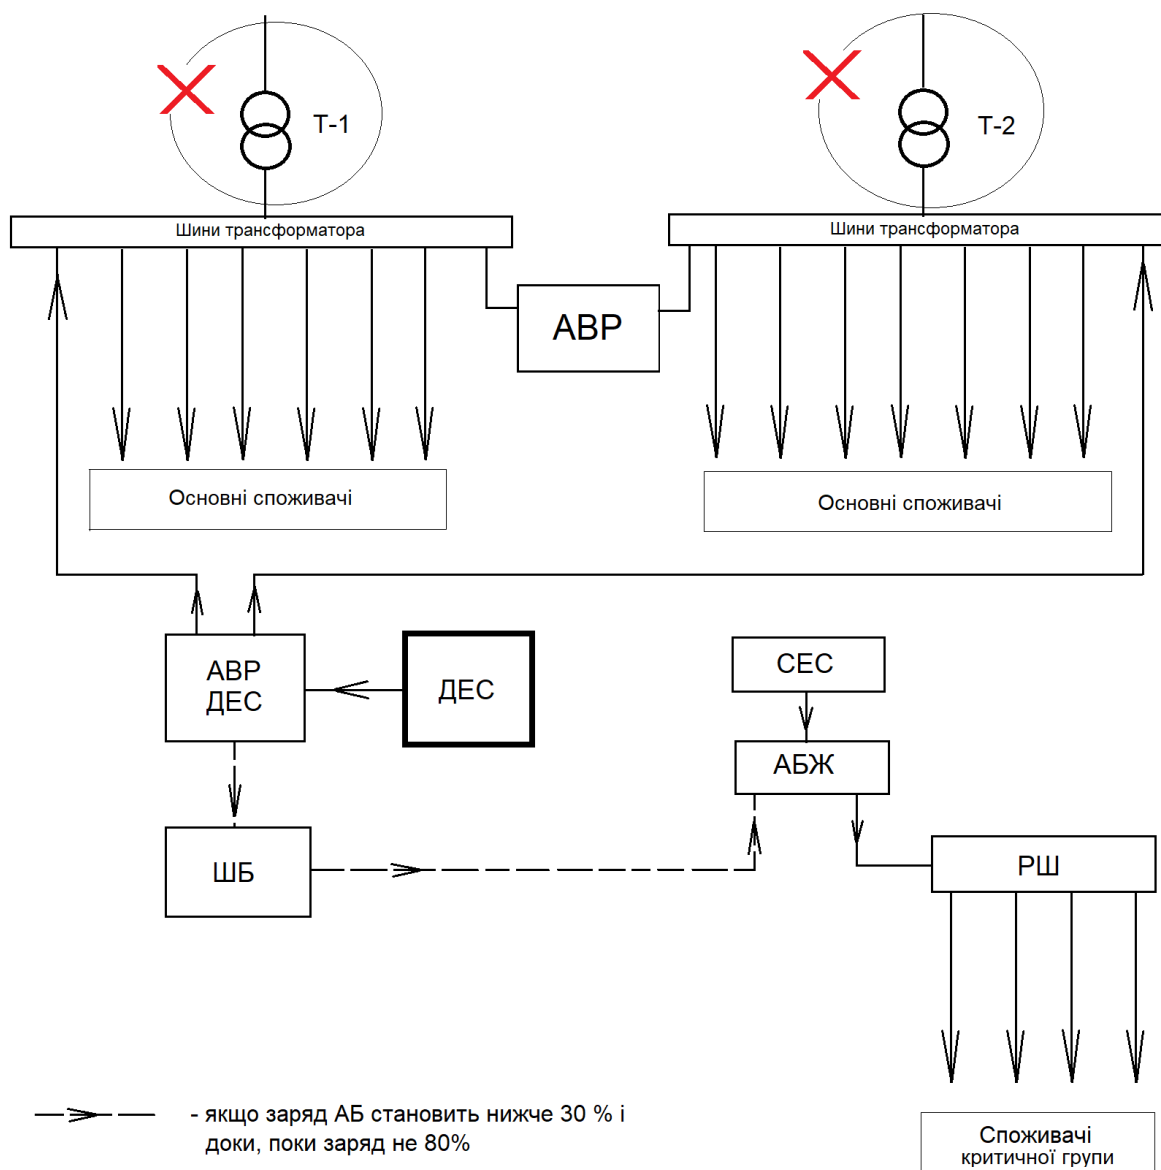 Т-1
Т-2
Шини трансформатора
Шини трансформатора
АВР
Основні споживачі
Основні споживачі
АВР
ДЕС
ДЕС
СЕС
АБЖ
ШБ
РШ
- якщо заряд АБ становить нижче 30 % і
доки, поки заряд не 80%
Споживачі
критичної групи